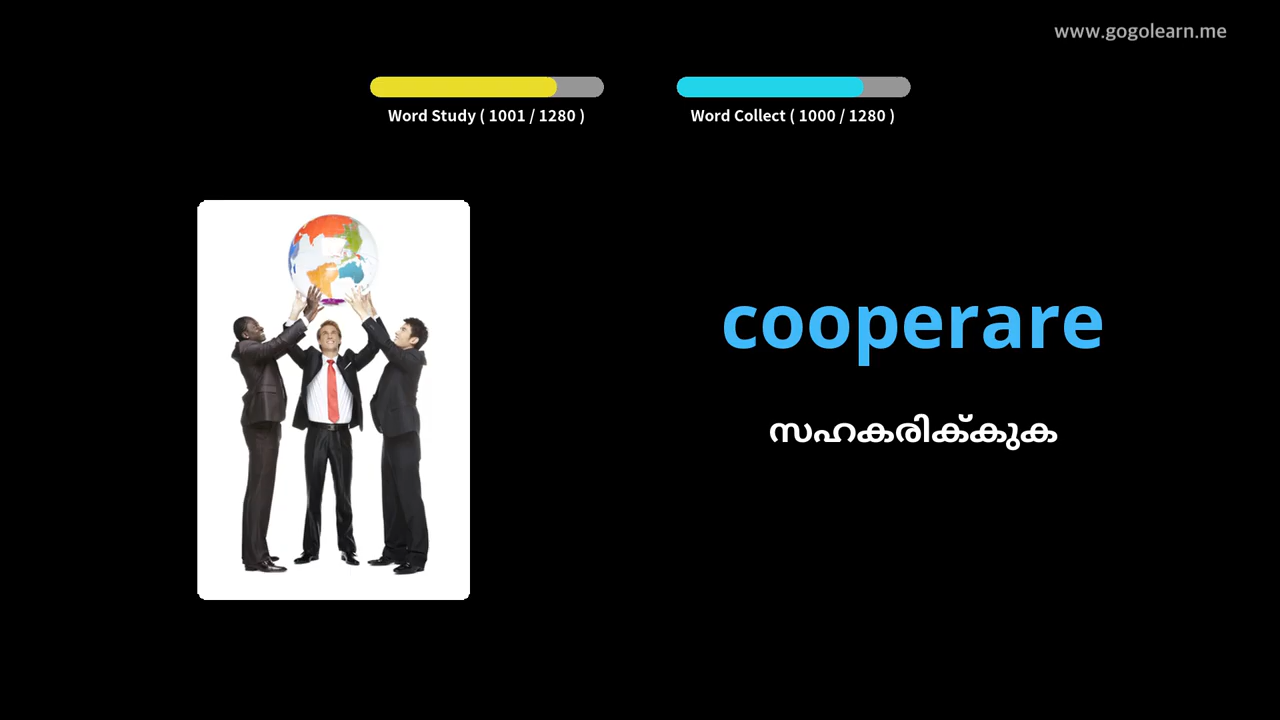 www.gogolearn.me
Word Study ( 1001 / 1280 )
Word Collect ( 1000 / 1280 )
cooperare
സഹകരിക്കുക